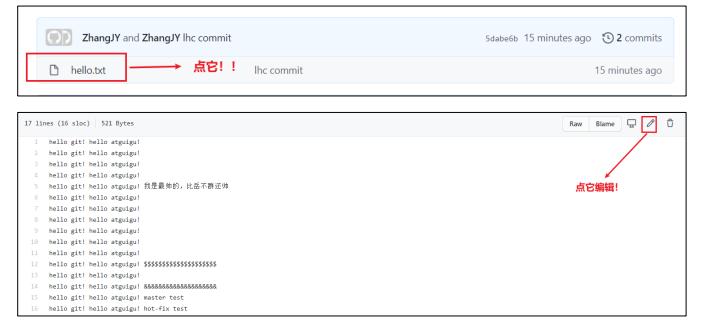 ZhangJY and ZhangJY lhc commit
5dabe6b 15 minutes ago 2 commits
hello.txt 点它！！ lhc commit 15 minutes ago
17 lines (16 sloc) 521 Bytes Raw Blame
1 hello git! hello atguigu!
2 hello git! hello atguigu!
3 hello git! hello atguigu!
4 hello git! hello atguigu!
5 hello git! hello atguigu! 我是最帅的，比岳不群还帅
6 hello git! hello atguigu!
7 hello git! hello atguigu!
8 hello git! hello atguigu!
9 hello git! hello atguigu!
10 hello git! hello atguigu!
11 hello git! hello atguigu!
12 hello git! hello atguigu! $$$$$$$$$$$$$$$$$$$$
13 hello git! hello atguigu!
14 hello git! hello atguigu! &&&&&&&&&&&&&&&&&&&&
15 hello git! hello atguigu! master test
16 hello git! hello atguigu! hot-fix test
点它编辑！